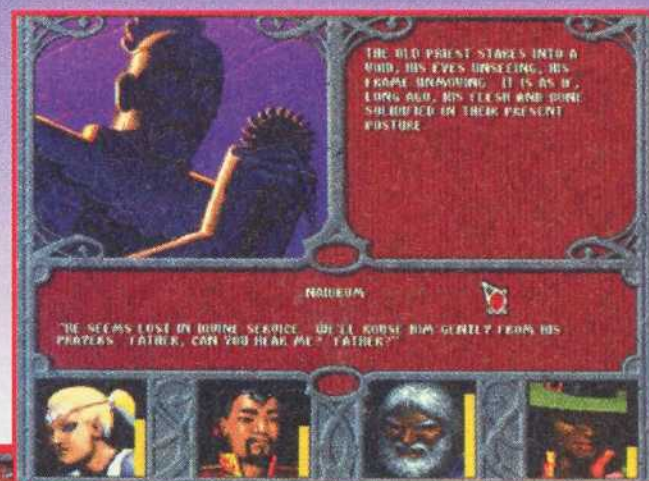 THE OLD PRIEST STARES INTO A
VOID, HIS EYES UNSEEING, HIS
FRAME UNMOVING. IT IS AS IF,
LONG AGO, HIS FLESH AND BONE
SOLIDIFIED IN THEIR PRESENT
POSTURE
"HE SEEMS LOST IN DIVINE SERVICE. WE'LL ROUSE HIM GENTLY FROM HIS
PRAYERS. FATHER, CAN YOU HEAR ME? FATHER?"